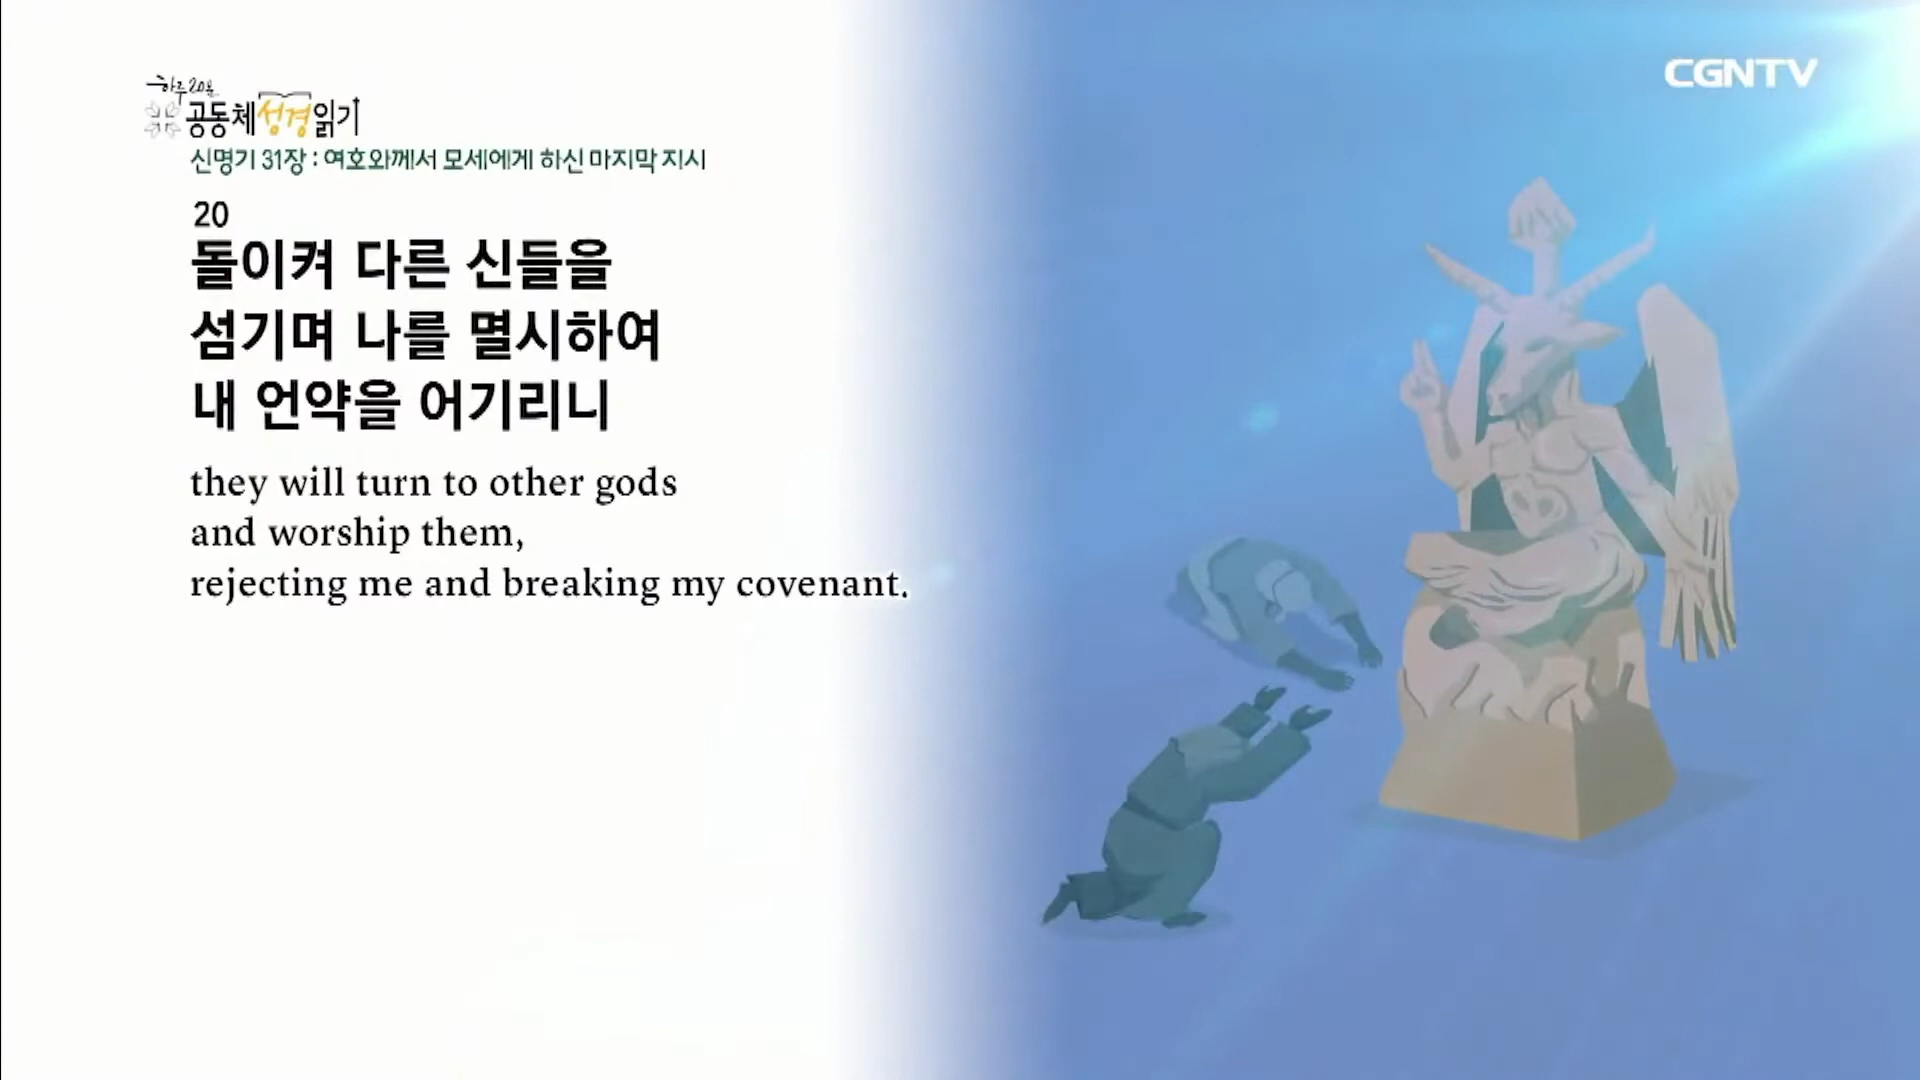 하루 20분
공동체성경읽기
CGNTV
신명기 31장 : 여호와께서 모세에게 하신 마지막 지시
20
돌이켜 다른 신들을
섬기며 나를 멸시하여
내 언약을 어기리니
they will turn to other gods
and worship them,
rejecting me and breaking my covenant.